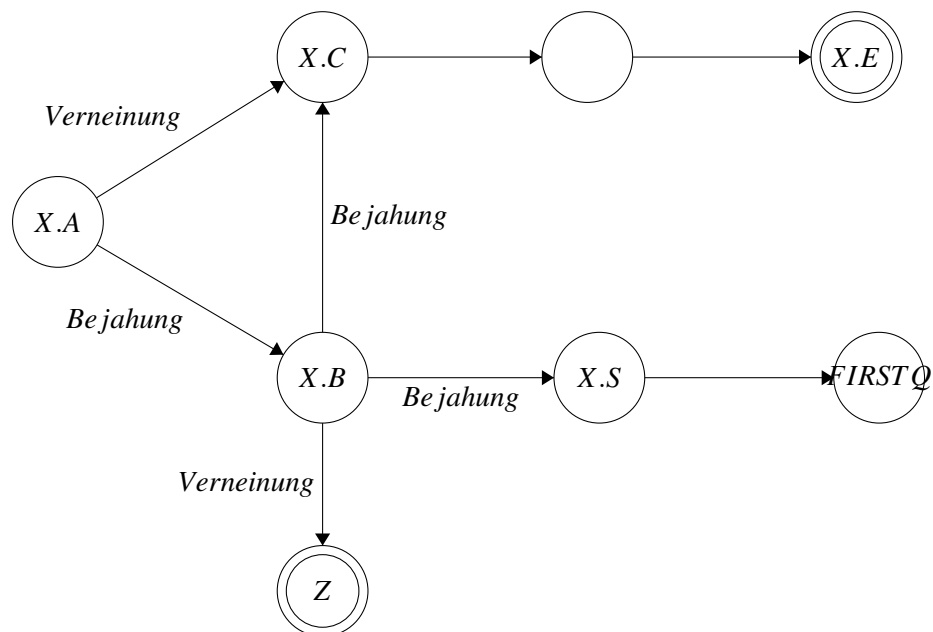 X.C
X.E
Verneinung
X.A
Bejahung
Bejahung
X.B
X.S
FIRSTQ
Bejahung
Verneinung
Z